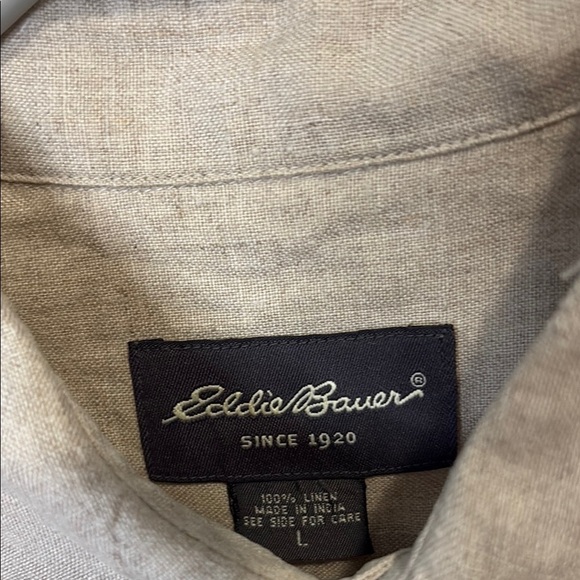 Eddie Bauer®
SINCE 1920
100% LINEN
MADE IN INDIA
SEE SIDE FOR CARE
L